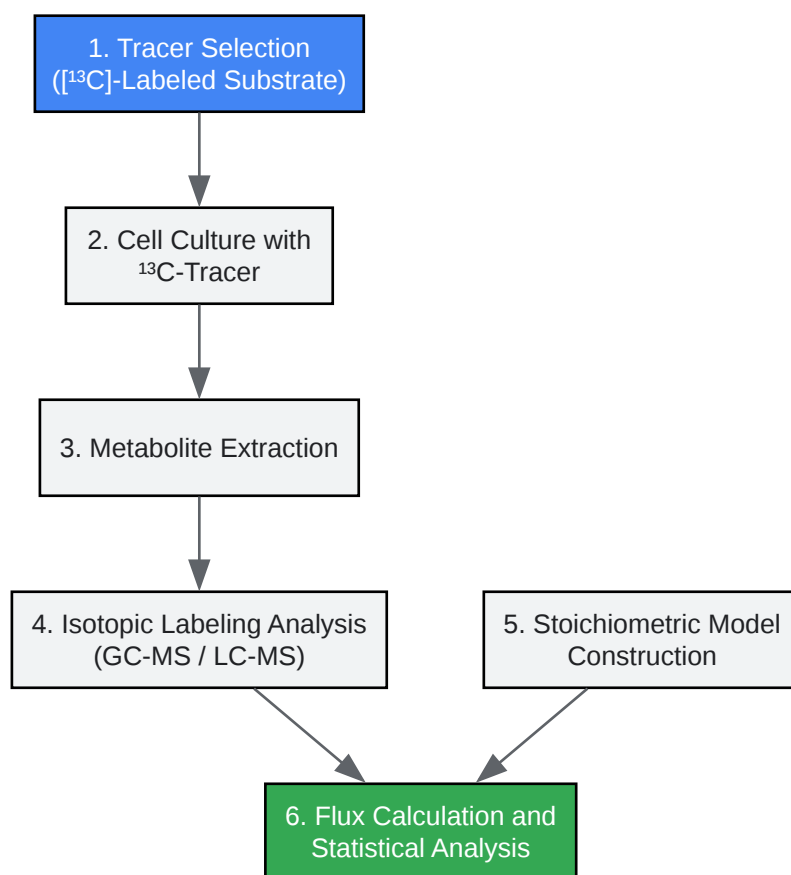 1. Tracer Selection
([¹³C]-Labeled Substrate)
2. Cell Culture with
¹³C-Tracer
3. Metabolite Extraction
4. Isotopic Labeling Analysis
(GC-MS / LC-MS)
5. Stoichiometric Model
Construction
6. Flux Calculation and
Statistical Analysis